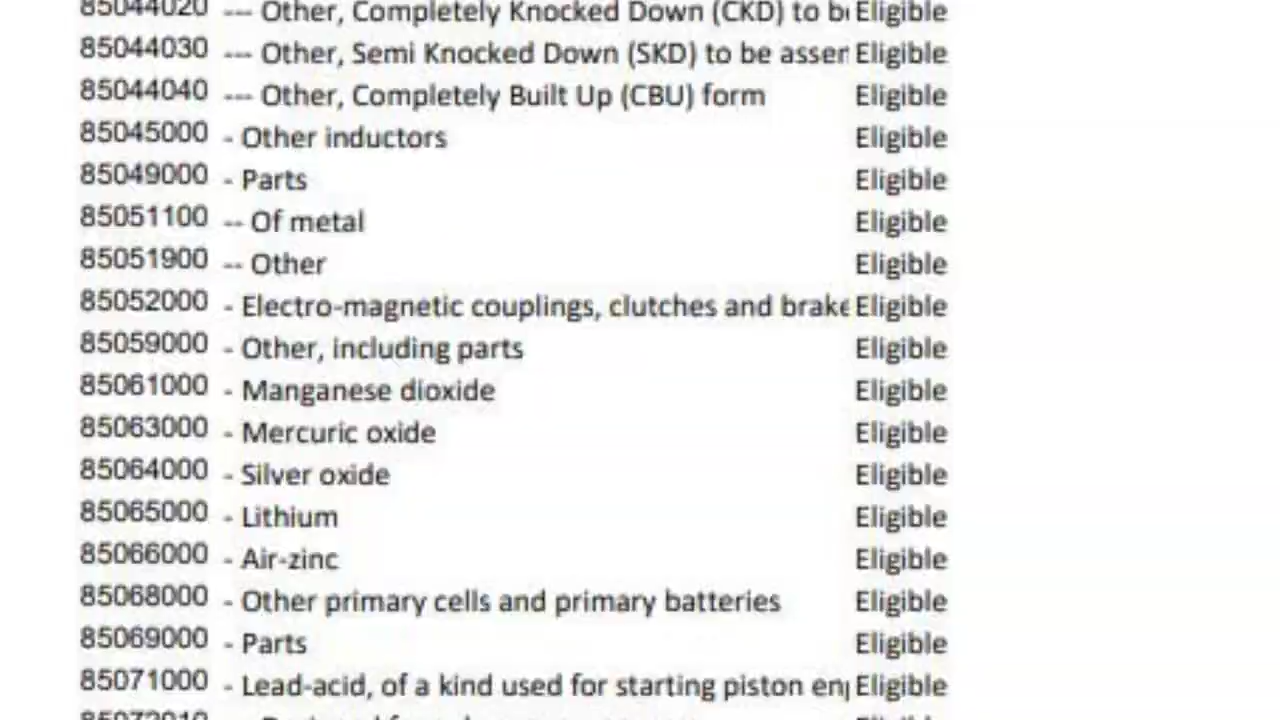 85044020 --- Other, Completely Knocked Down (CKD) to b Eligible
85044030 --- Other, Semi Knocked Down (SKD) to be asser Eligible
85044040 --- Other, Completely Built Up (CBU) form Eligible
85045000 - Other inductors Eligible
85049000 - Parts Eligible
85051100 -- Of metal Eligible
85051900 -- Other Eligible
85052000 - Electro-magnetic couplings, clutches and brake Eligible
85059000 - Other, including parts Eligible
85061000 - Manganese dioxide Eligible
85063000 - Mercuric oxide Eligible
85064000 - Silver oxide Eligible
85065000 - Lithium Eligible
85066000 - Air-zinc Eligible
85068000 - Other primary cells and primary batteries Eligible
85069000 - Parts Eligible
85071000 - Lead-acid, of a kind used for starting piston en Eligible